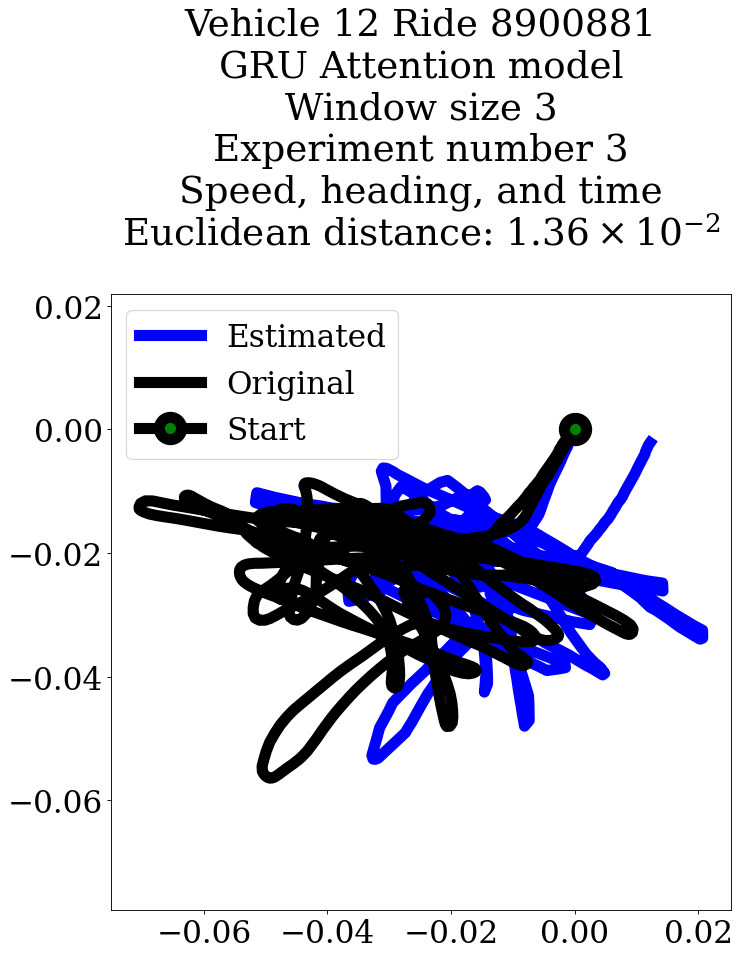 Vehicle 12 Ride 8900881
GRU Attention model
Window size 3
Experiment number 3
Speed, heading, and time
Euclidean distance: 1.36 × 10⁻²
Estimated
Original
Start
0.02
0.00
−0.02
−0.04
−0.06
−0.06 −0.04 −0.02 0.00 0.02